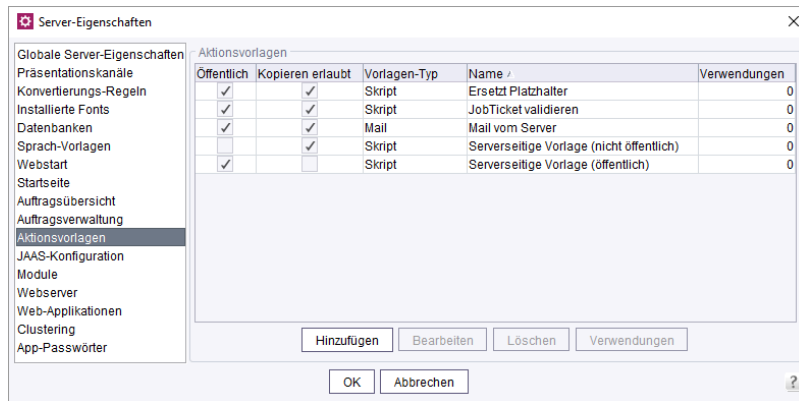 Server-Eigenschaften
Globale Server-Eigenschaften
Präsentationskanäle
Konvertierungs-Regeln
Installierte Fonts
Datenbanken
Sprach-Vorlagen
Webstart
Startseite
Auftragsübersicht
Auftragsverwaltung
Aktionsvorlagen
JAAS-Konfiguration
Module
Webserver
Web-Applikationen
Clustering
App-Passwörter
Aktionsvorlagen
Öffentlich Kopieren erlaubt Vorlagen-Typ Name Verwendungen
Skript Ersetzt Platzhalter 0
Skript JobTicket validieren 0
Mail Mail vom Server 0
Skript Serverseitige Vorlage (nicht öffentlich) 0
Skript Serverseitige Vorlage (öffentlich) 0
Hinzufügen Bearbeiten Löschen Verwendungen
OK Abbrechen ?